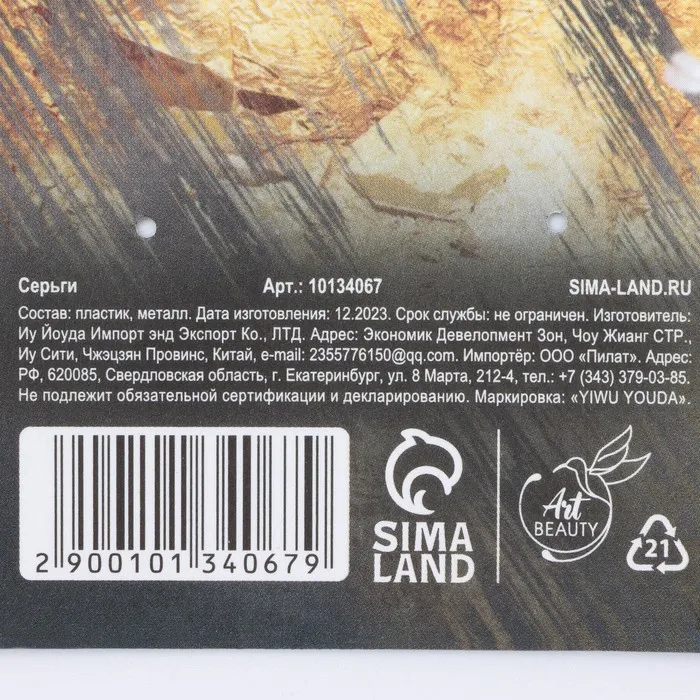 Серьги Арт.: 10134067 SIMA-LAND.RU
Состав: пластик, металл. Дата изготовления: 12.2023. Срок службы: не ограничен. Изготовитель:
Иу Йоуда Импорт энд Экспорт Ко., ЛТД. Адрес: Экономик Девелопмент Зон, Чоу Жианг СТР.,
Иу Сити, Чжэцзян Провинс, Китай, e-mail: 2355776150@qq.com. Импортёр: ООО «Пилат». Адрес:
РФ, 620085, Свердловская область, г. Екатеринбург, ул. 8 Марта, 212-4, тел.: +7 (343) 379-03-85.
Не подлежит обязательной сертификации и декларированию. Маркировка: «YIWU YOUDA».
2 900101 340679
SIMA
LAND
Art
BEAUTY
21